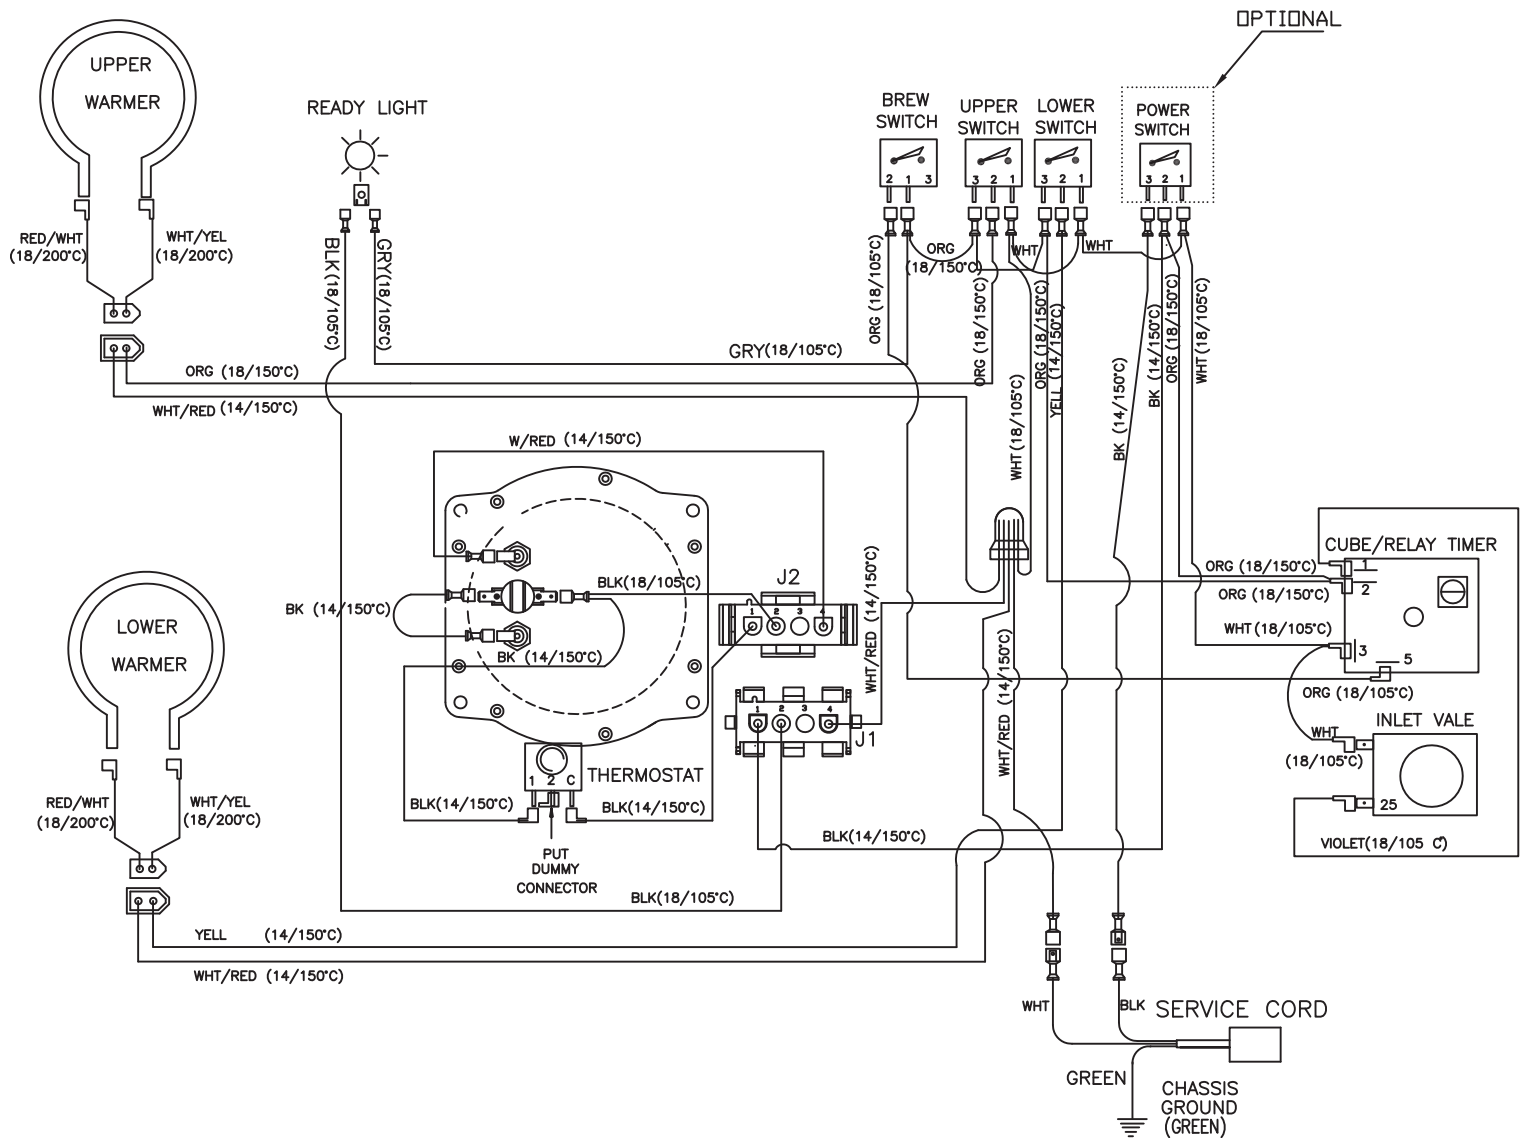 OPTIONAL
UPPER
WARMER
READY LIGHT
BREW
SWITCH
UPPER
SWITCH
LOWER
SWITCH
POWER
SWITCH
2 1 3
3 2 1
3 2 1
3 2 1
RED/WHT
(18/200°C)
WHT/YEL
(18/200°C)
BLK(18/105°C)
GRY(18/105°C)
ORG (18/105°C)
ORG
(18/150°C)
WHT
WHT
ORG (18/150°C)
WHT (18/105°C)
ORG (18/150°C)
YELL (14/150°C)
BK (14/150°C)
BK (14/150°C)
ORG (18/150°C)
WHT (18/105°C)
GRY(18/105°C)
ORG (18/150°C)
WHT/RED (14/150°C)
W/RED (14/150°C)
BLK(18/105°C)
J2
1 2 3 4
BK (14/150°C)
BK (14/150°C)
WHT/RED (14/150°C)
1 2 3 4
J1
WHT/RED (14/150°C)
CUBE/RELAY TIMER
ORG (18/150°C)
1
ORG (18/150°C)
2
WHT(18/105°C)
3
5
ORG (18/105°C)
INLET VALE
WHT
(18/105°C)
25
VIOLET(18/105 C°)
LOWER
WARMER
RED/WHT
(18/200°C)
WHT/YEL
(18/200°C)
THERMOSTAT
1 2 C
BLK(14/150°C)
BLK(14/150°C)
PUT
DUMMY
CONNECTOR
BLK(14/150°C)
BLK(18/105°C)
YELL (14/150°C)
WHT/RED (14/150°C)
WHT
BLK
SERVICE CORD
GREEN
CHASSIS
GROUND
(GREEN)